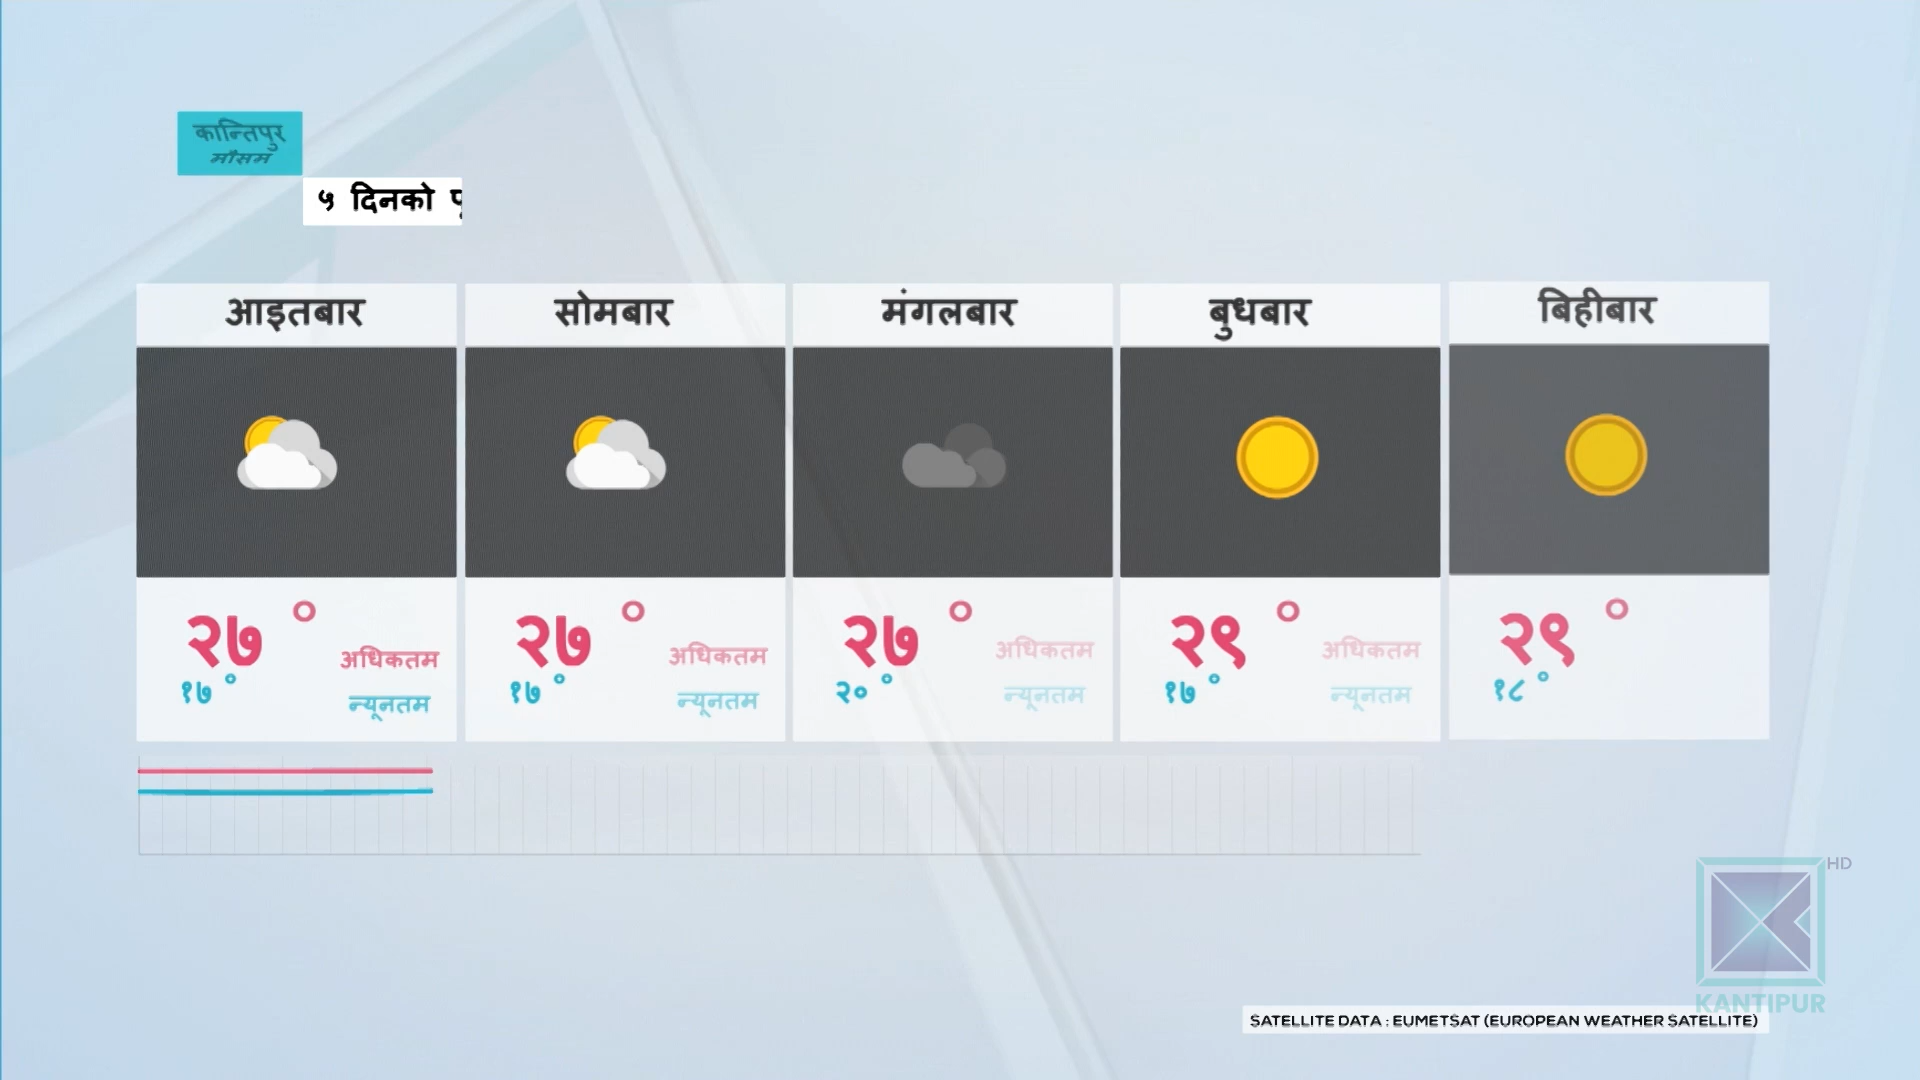 कान्तिपुर
मौसम
५ दिनको
आइतबार
सोमबार
मंगलबार
बुधबार
बिहीबार
२७ °
अधिकतम
१७ °
न्यूनतम
२७ °
अधिकतम
१७ °
न्यूनतम
२७ °
अधिकतम
२० °
न्यूनतम
२९ °
अधिकतम
१७ °
न्यूनतम
२९ °
१८ °
HD
KANTIPUR
SATELLITE DATA : EUMETSAT (EUROPEAN WEATHER SATELLITE)